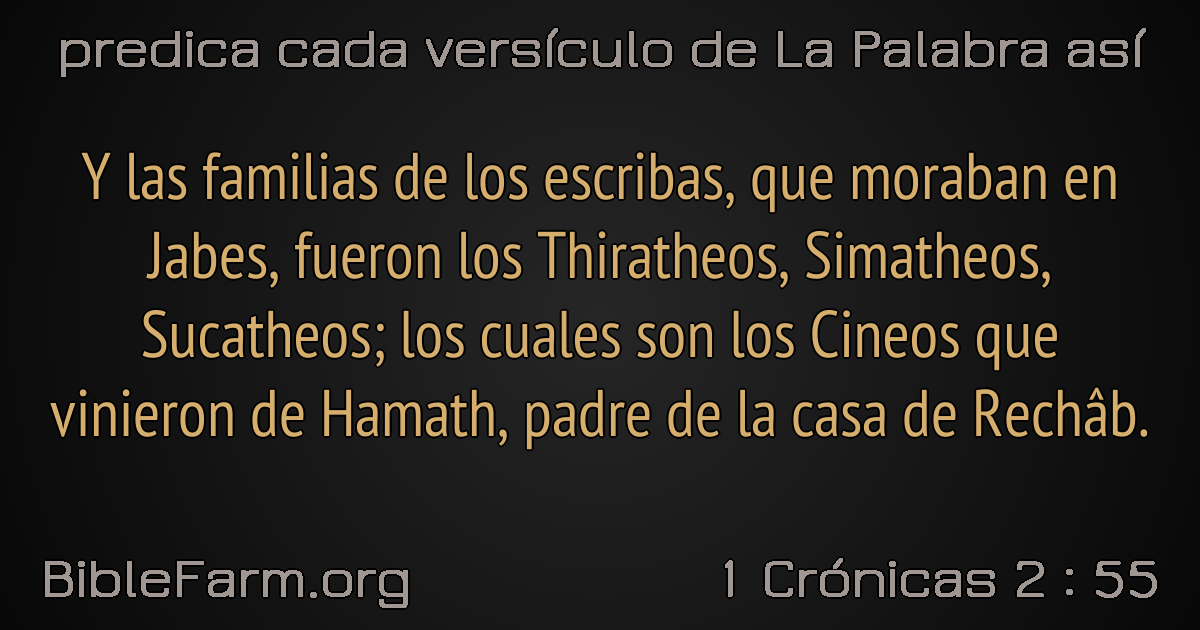 predica cada versículo de La Palabra así
Y las familias de los escribas, que moraban en
Jabes, fueron los Thiratheos, Simatheos,
Sucatheos; los cuales son los Cineos que
vinieron de Hamath, padre de la casa de Rechâb.
BibleFarm.org
1 Crónicas 2 : 55